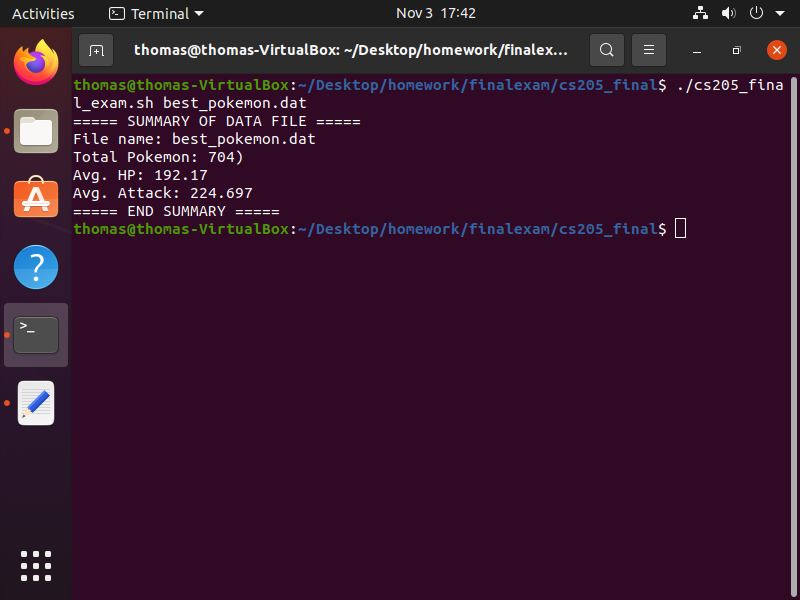 Activities
Terminal
Nov 3 17:42
thomas@thomas-VirtualBox: ~/Desktop/homework/finalex...
thomas@thomas-VirtualBox:~/Desktop/homework/finalexam/cs205_final$ ./cs205_fina
l_exam.sh best_pokemon.dat
===== SUMMARY OF DATA FILE =====
File name: best_pokemon.dat
Total Pokemon: 704)
Avg. HP: 192.17
Avg. Attack: 224.697
===== END SUMMARY =====
thomas@thomas-VirtualBox:~/Desktop/homework/finalexam/cs205_final$